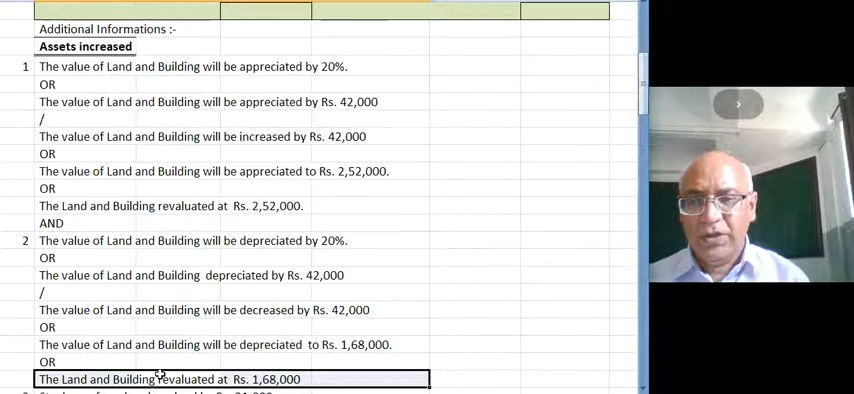 Additional Informations :-
Assets increased
1 The value of Land and Building will be appreciated by 20%.
OR
The value of Land and Building will be appreciated by Rs. 42,000
/
The value of Land and Building will be increased by Rs. 42,000
OR
The value of Land and Building will be appreciated to Rs. 2,52,000.
OR
The Land and Building revaluated at Rs. 2,52,000.
AND
2 The value of Land and Building will be depreciated by 20%.
OR
The value of Land and Building depreciated by Rs. 42,000
/
The value of Land and Building will be decreased by Rs. 42,000
OR
The value of Land and Building will be depreciated to Rs. 1,68,000.
OR
The Land and Building revaluated at Rs. 1,68,000